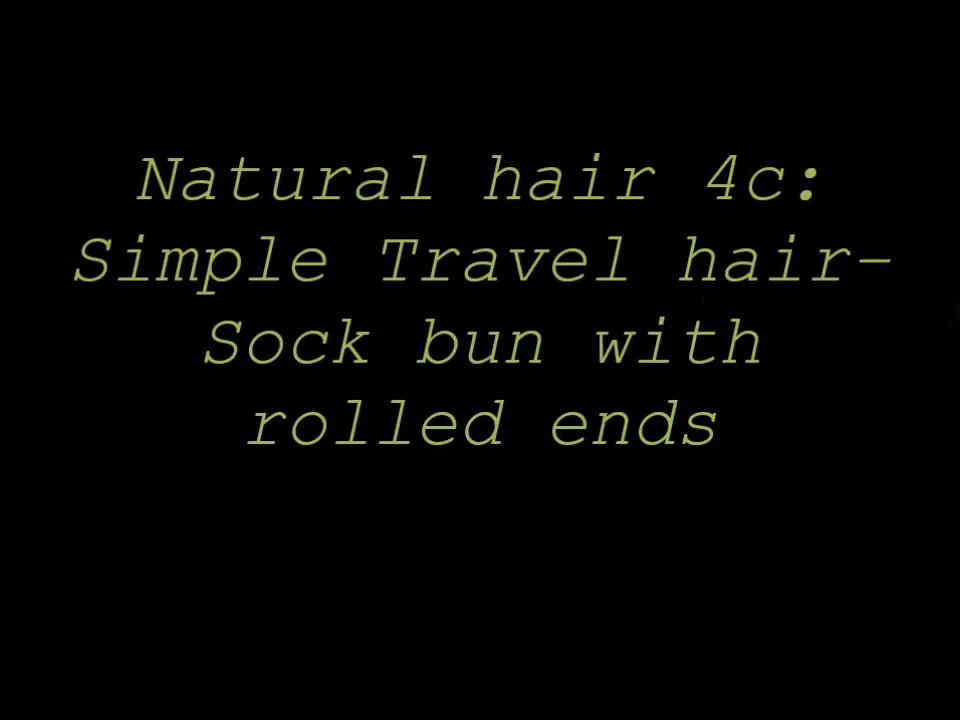 Natural hair 4c:
Simple Travel hair-
Sock bun with
rolled ends